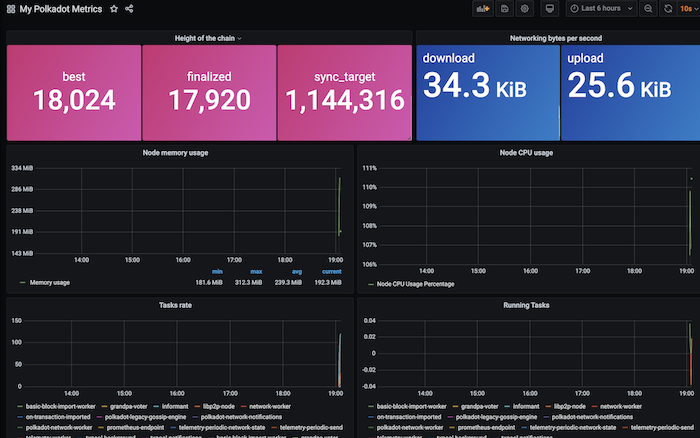 My Polkadot Metrics
Last 6 hours
10s
Height of the chain
Networking bytes per second
best
18,024
finalized
17,920
sync_target
1,144,316
download
34.3 KiB
upload
25.6 KiB
Node memory usage
334 MiB
286 MiB
238 MiB
191 MiB
143 MiB
14:00 15:00 16:00 17:00 18:00 19:00
min max avg current
Memory usage 181.6 MiB 312.3 MiB 239.3 MiB 192.3 MiB
Node CPU usage
111%
110%
109%
108%
107%
106%
14:00 15:00 16:00 17:00 18:00 19:00
Node CPU Usage Percentage
Tasks rate
150
100
50
0
14:00 15:00 16:00 17:00 18:00 19:00
basic-block-import-worker grandpa-voter informant libp2p-node network-worker
on-transaction-imported polkadot-legacy-gossip-engine polkadot-network-notifications
polkadot-network-worker prometheus-endpoint telemetry-periodic-network-state telemetry-periodic-send
Running Tasks
0.04
0.02
0
-0.02
-0.04
14:00 15:00 16:00 17:00 18:00 19:00
basic-block-import-worker grandpa-voter informant libp2p-node network-worker
on-transaction-imported polkadot-legacy-gossip-engine polkadot-network-notifications
polkadot-network-worker prometheus-endpoint telemetry-periodic-network-state telemetry-periodic-send